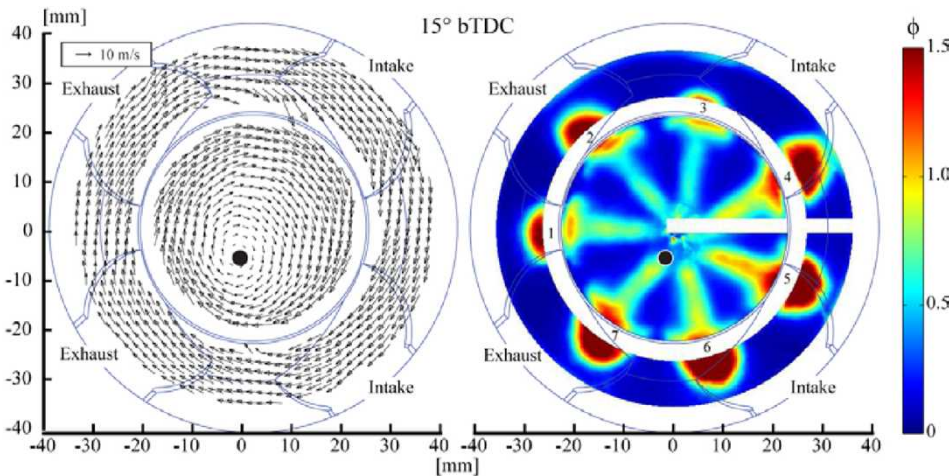 15° bTDC
[mm]
40
30
20
10
0
-10
-20
-30
-40
10 m/s
Exhaust
Intake
Exhaust
Intake
-40 -30 -20 -10 0 10 20 30 40
[mm]
Intake
Exhaust
Exhaust
Intake
1
2
3
4
5
6
7
-40 -30 -20 -10 0 10 20 30 40
ϕ
1.5
1.0
0.5
0